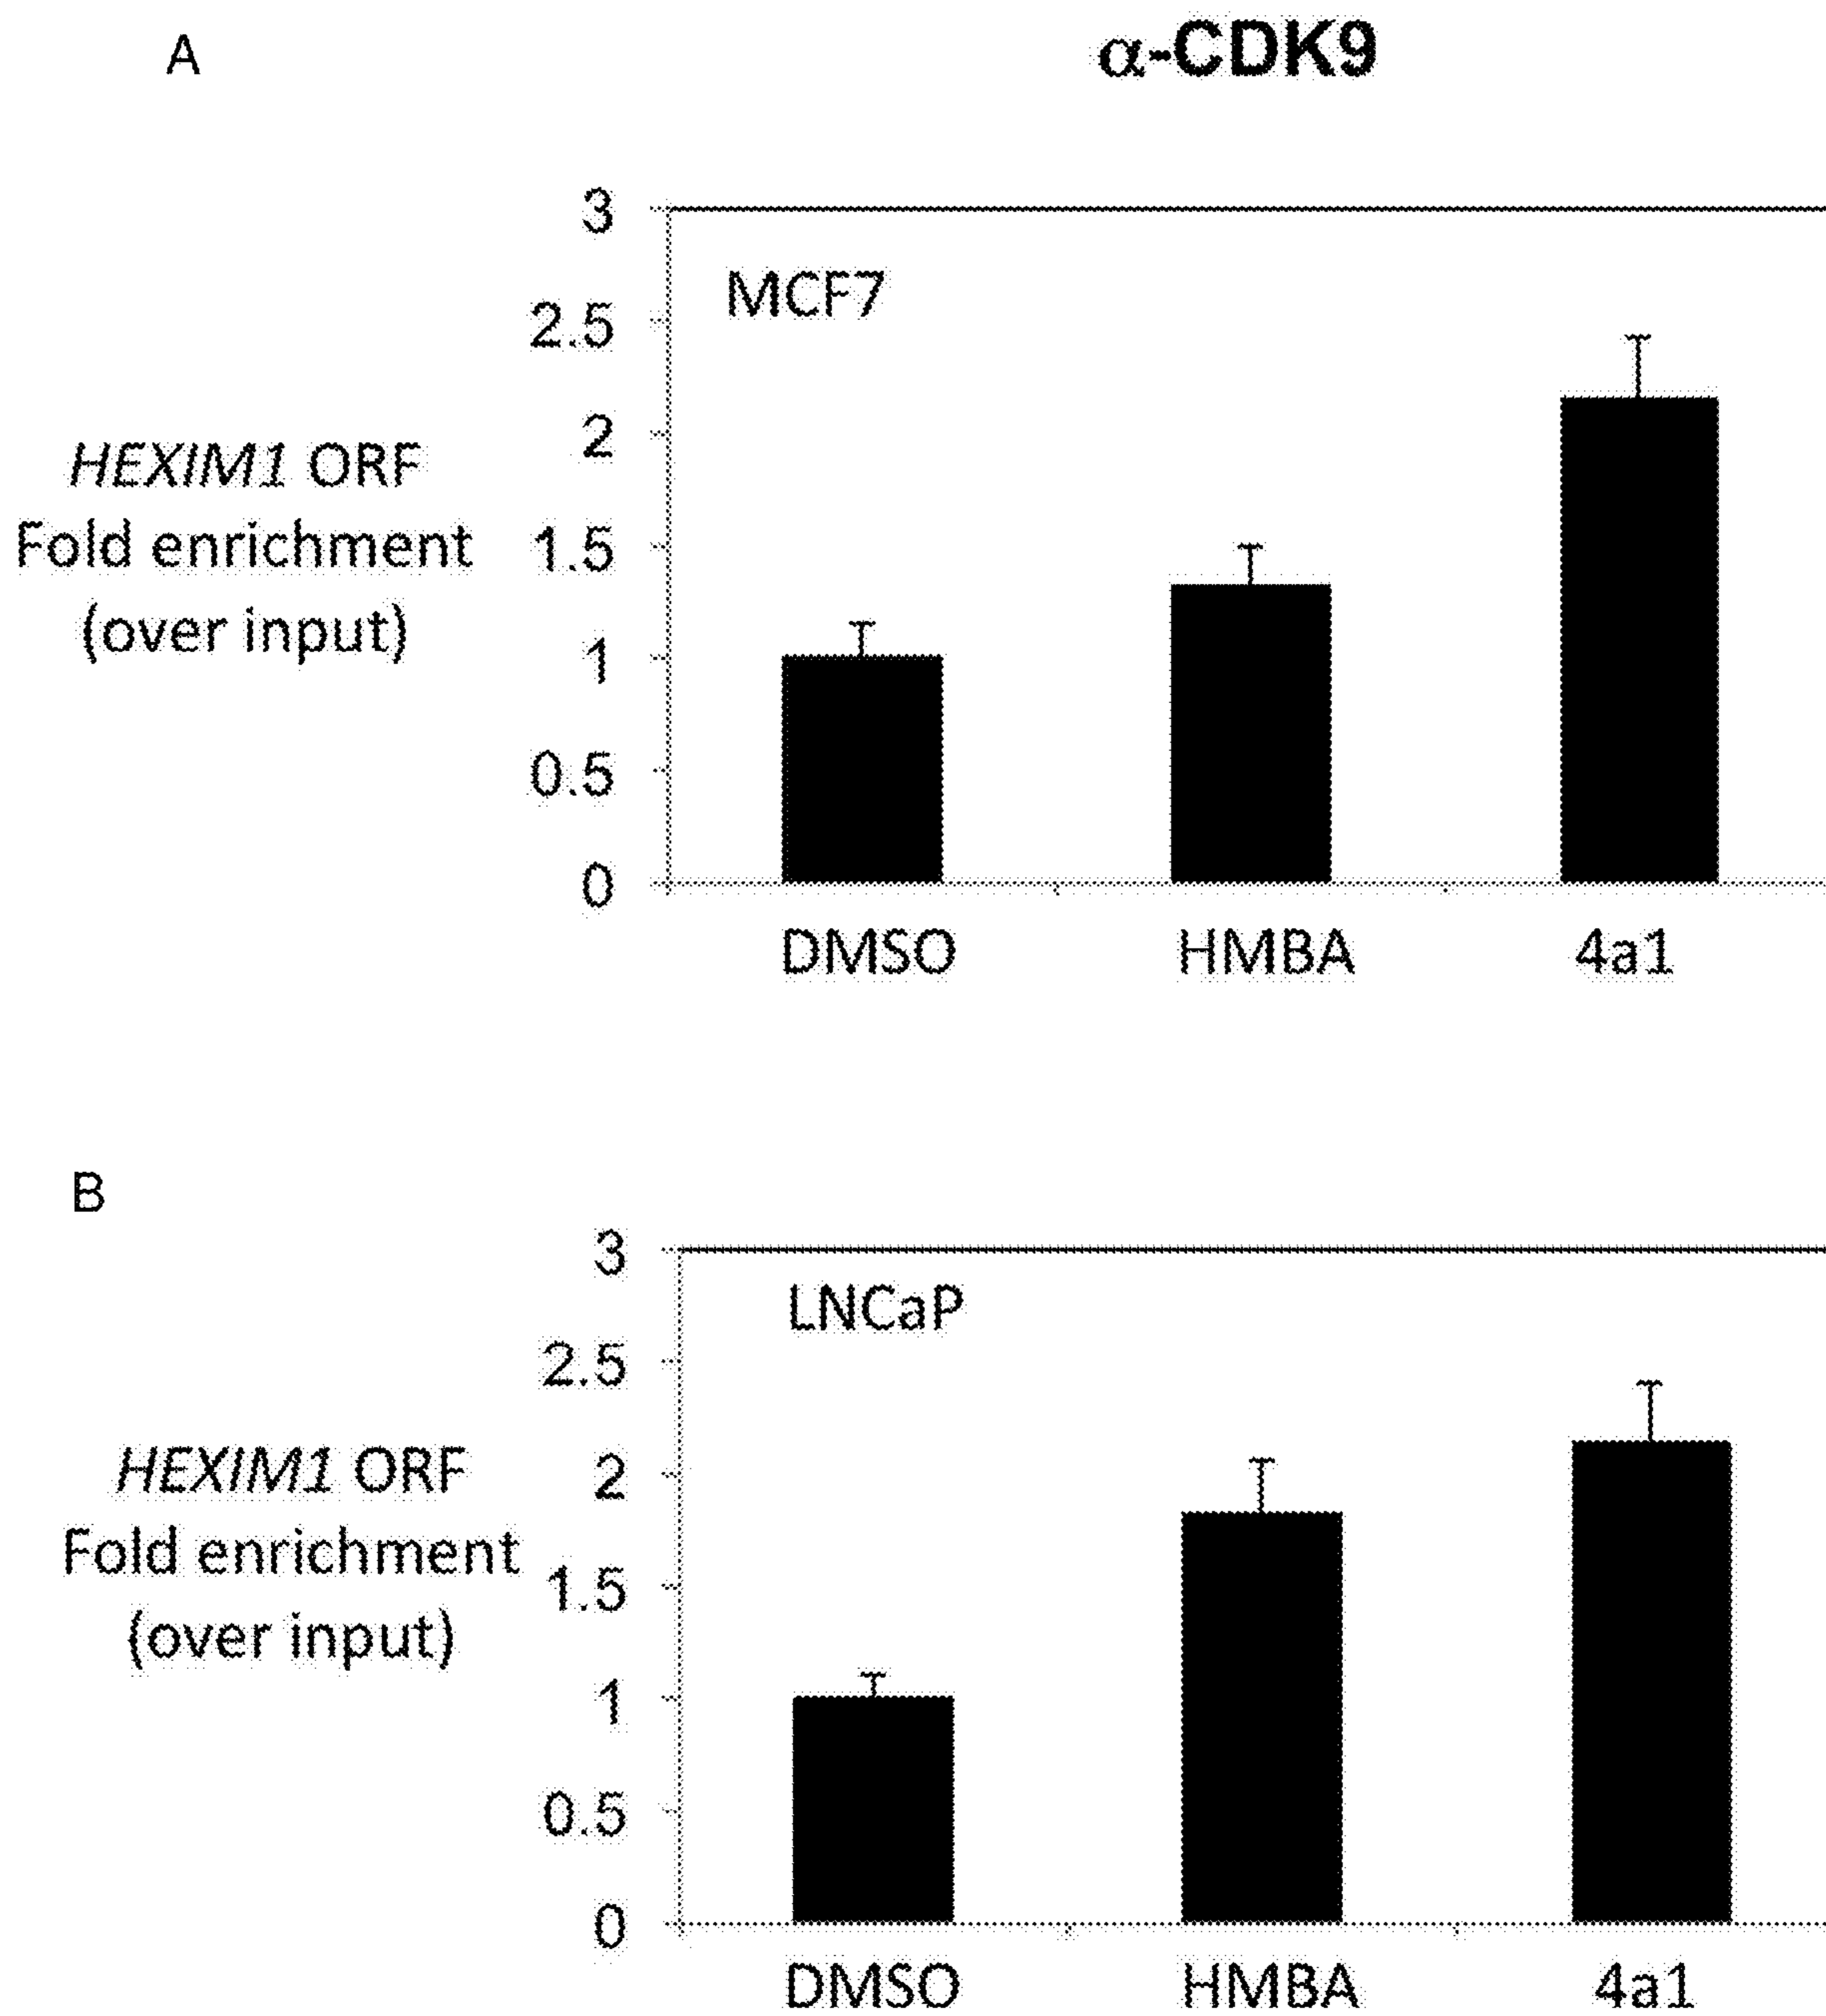 A
α-CDK9
3
MCF7
2.5
2
HEXIM1 ORF
Fold enrichment
(over input)
1.5
1
0.5
0
DMSO HMBA 4a1
B
3
LNCaP
2.5
2
HEXIM1 ORF
Fold enrichment
(over input)
1.5
1
0.5
0
DMSO HMBA 4a1